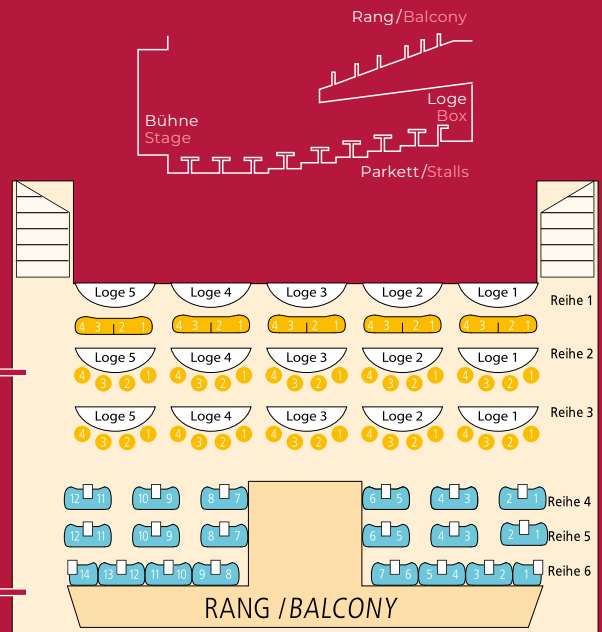 Rang/Balcony
Loge
Box
Bühne
Stage
Parkett/Stalls
Loge 5 Loge 4 Loge 3 Loge 2 Loge 1 Reihe 1
4 3 2 1 4 3 2 1 4 3 2 1 4 3 2 1 4 3 2 1
Loge 5 Loge 4 Loge 3 Loge 2 Loge 1 Reihe 2
4 3 2 1 4 3 2 1 4 3 2 1 4 3 2 1 4 3 2 1
Loge 5 Loge 4 Loge 3 Loge 2 Loge 1 Reihe 3
4 3 2 1 4 3 2 1 4 3 2 1 4 3 2 1 4 3 2 1
12 11 10 9 8 7 6 5 4 3 2 1 Reihe 4
12 11 10 9 8 7 6 5 4 3 2 1 Reihe 5
14 13 12 11 10 9 8 7 6 5 4 3 2 1 Reihe 6
RANG / BALCONY